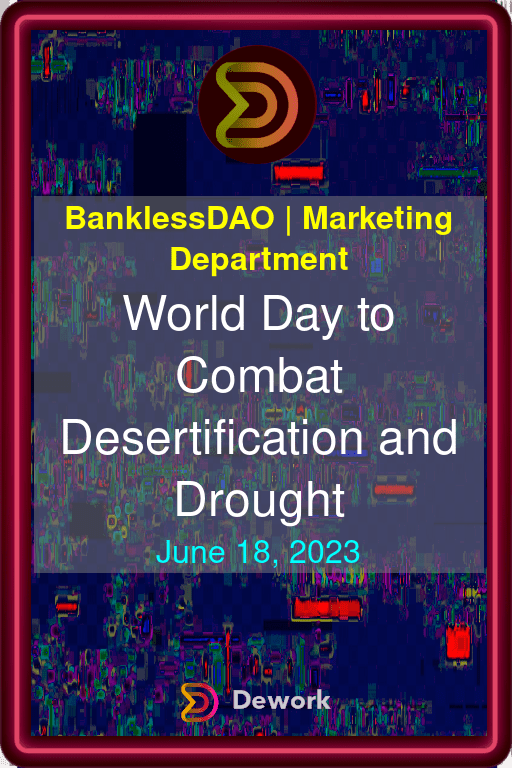 BanklessDAO | Marketing
Department
World Day to
Combat
Desertification and
Drought
June 18, 2023
Dework